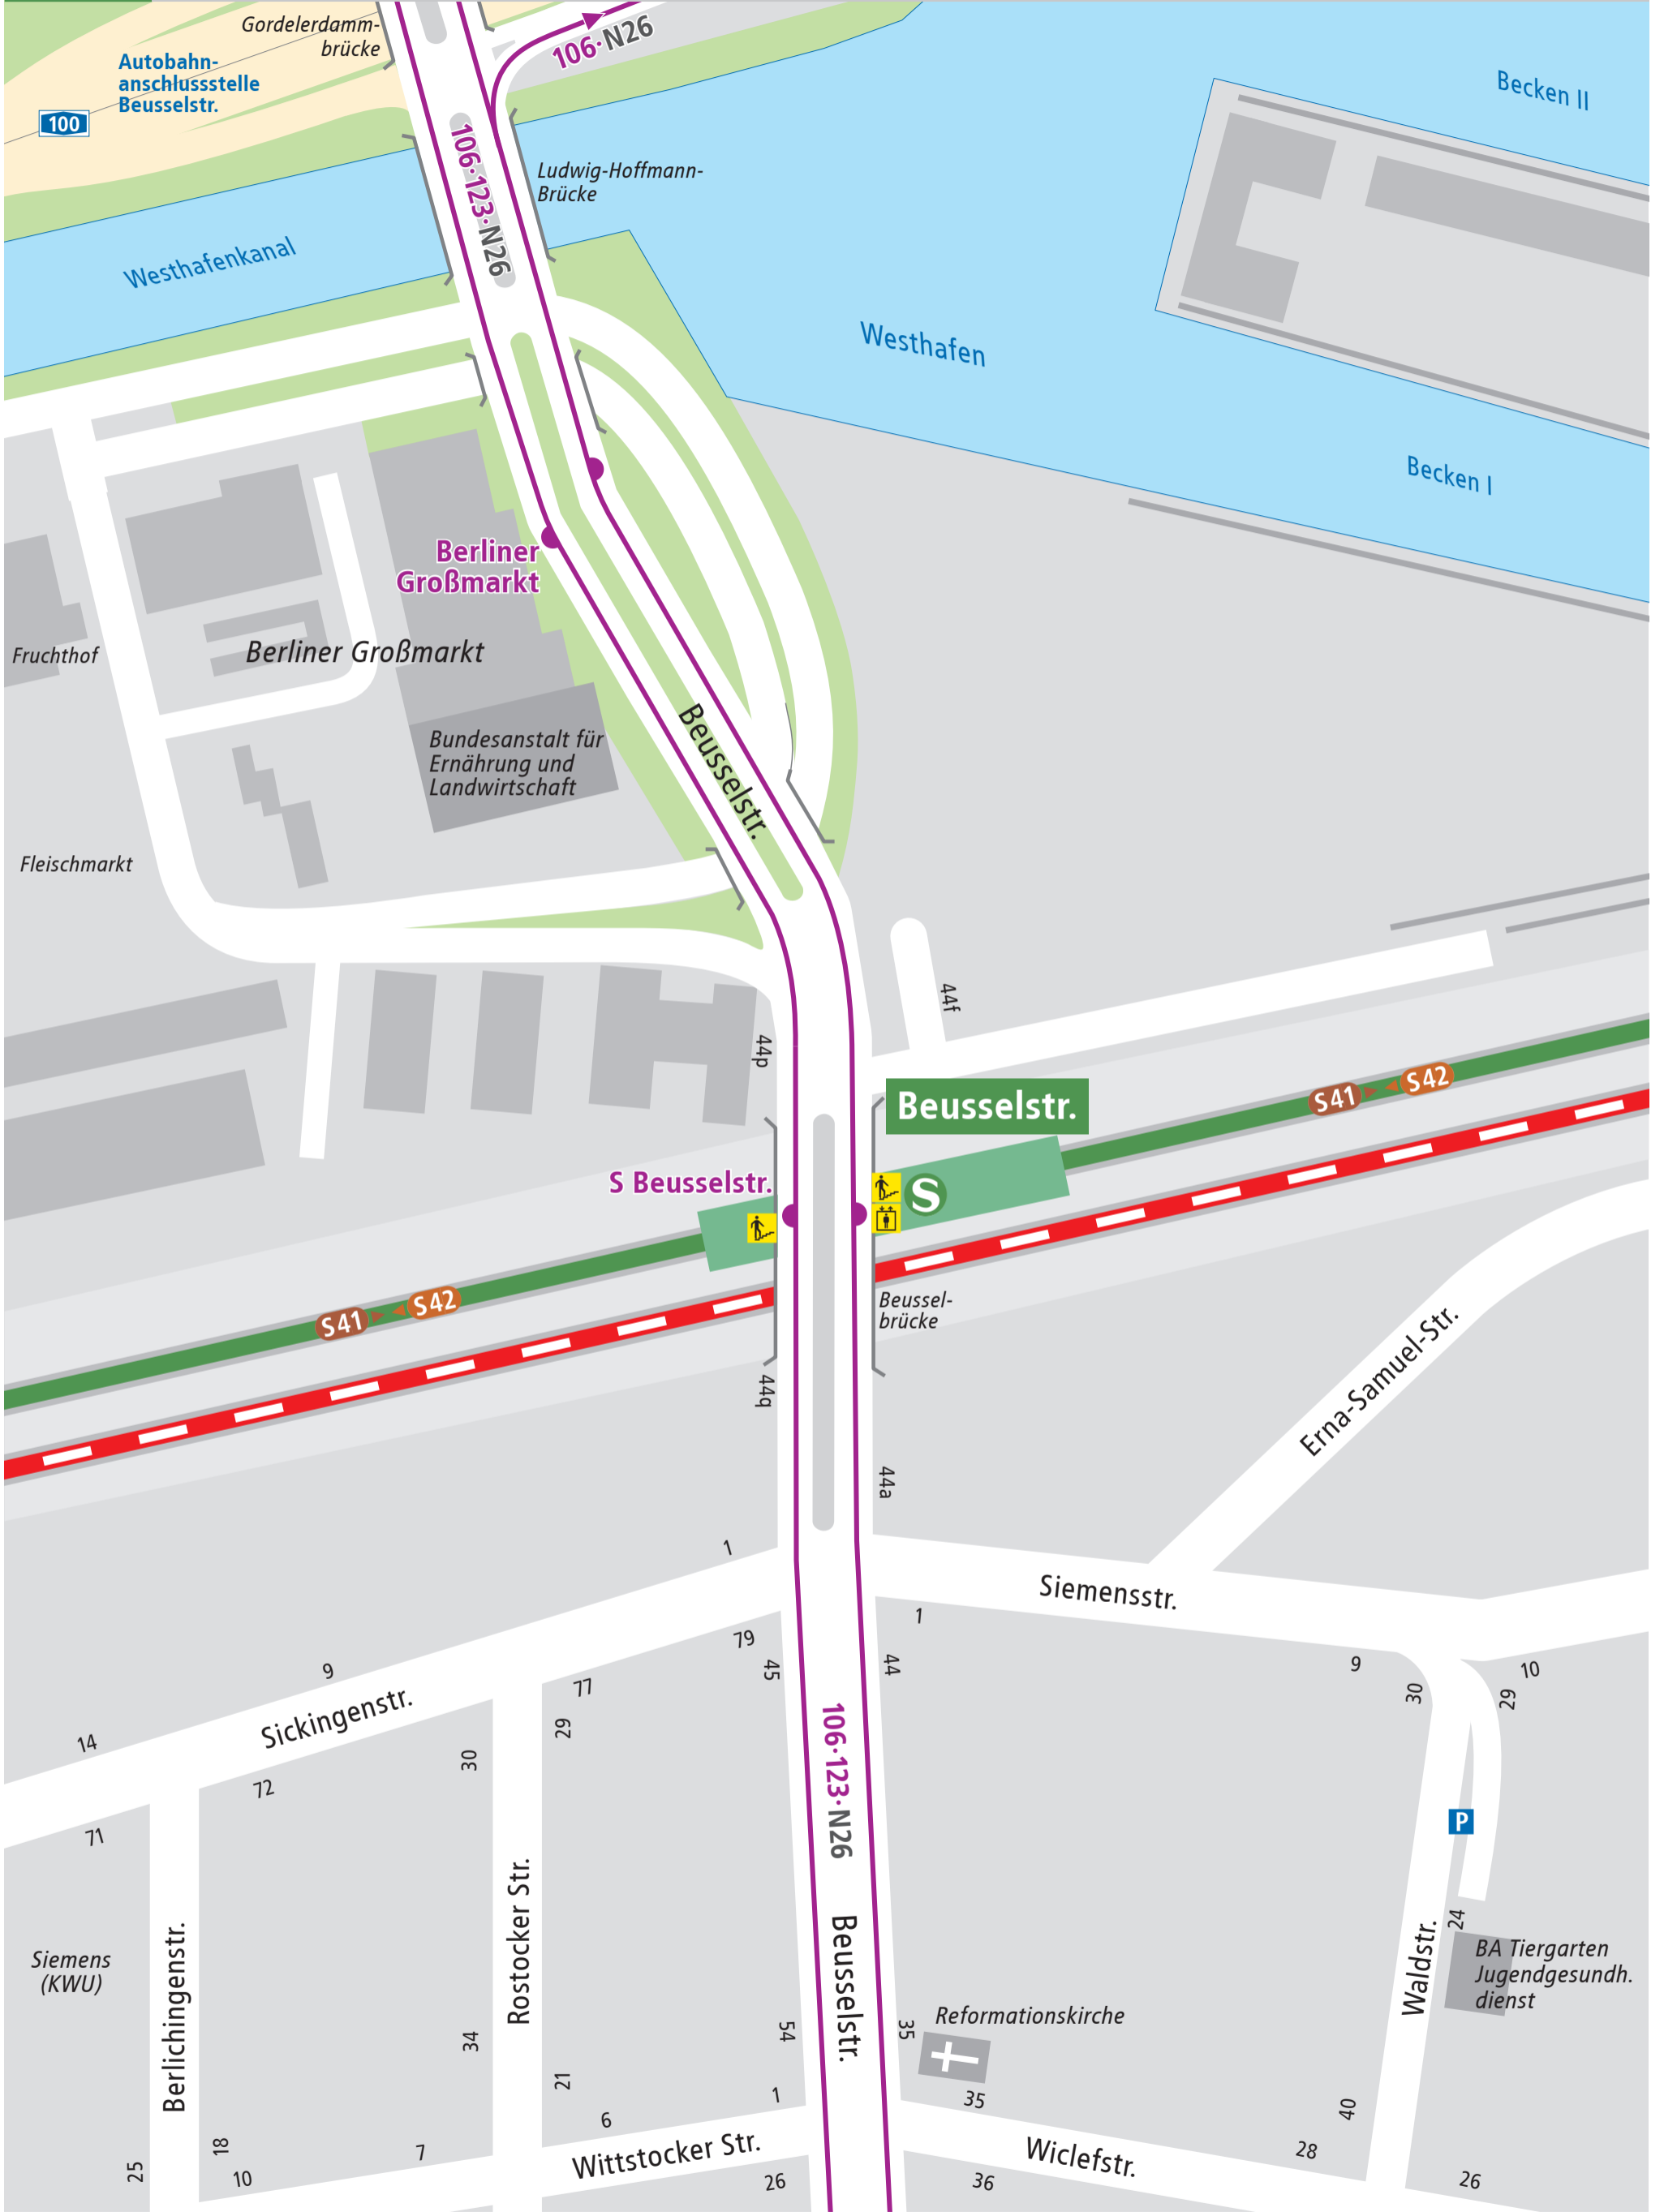 Gordelerdamm-
brücke
106·N26
Autobahn-
anschlussstelle
Beusselstr.
100
Becken II
106·123·N26
Ludwig-Hoffmann-
Brücke
Westhafenkanal
Westhafen
Becken I
Berliner
Großmarkt
Fruchthof
Berliner Großmarkt
Beusselstr.
Bundesanstalt für
Ernährung und
Landwirtschaft
Fleischmarkt
44f
44p
Beusselstr.
S41
S42
S Beusselstr.
S
S41
S42
Beussel-
brücke
44q
Erna-Samuel-Str.
44a
1
Siemensstr.
1
79
45
44
9
10
9
77
30
29
Sickingenstr.
14
29
30
72
71
106·123·N26
P
Rostocker Str.
Beusselstr.
Berlichingenstr.
Siemens
(KWU)
24
Waldstr.
BA Tiergarten
Jugendgesundh.
dienst
Reformationskirche
54
35
34
21
1
35
40
6
18
7
Wittstocker Str.
Wiclefstr.
28
25
10
26
36
26